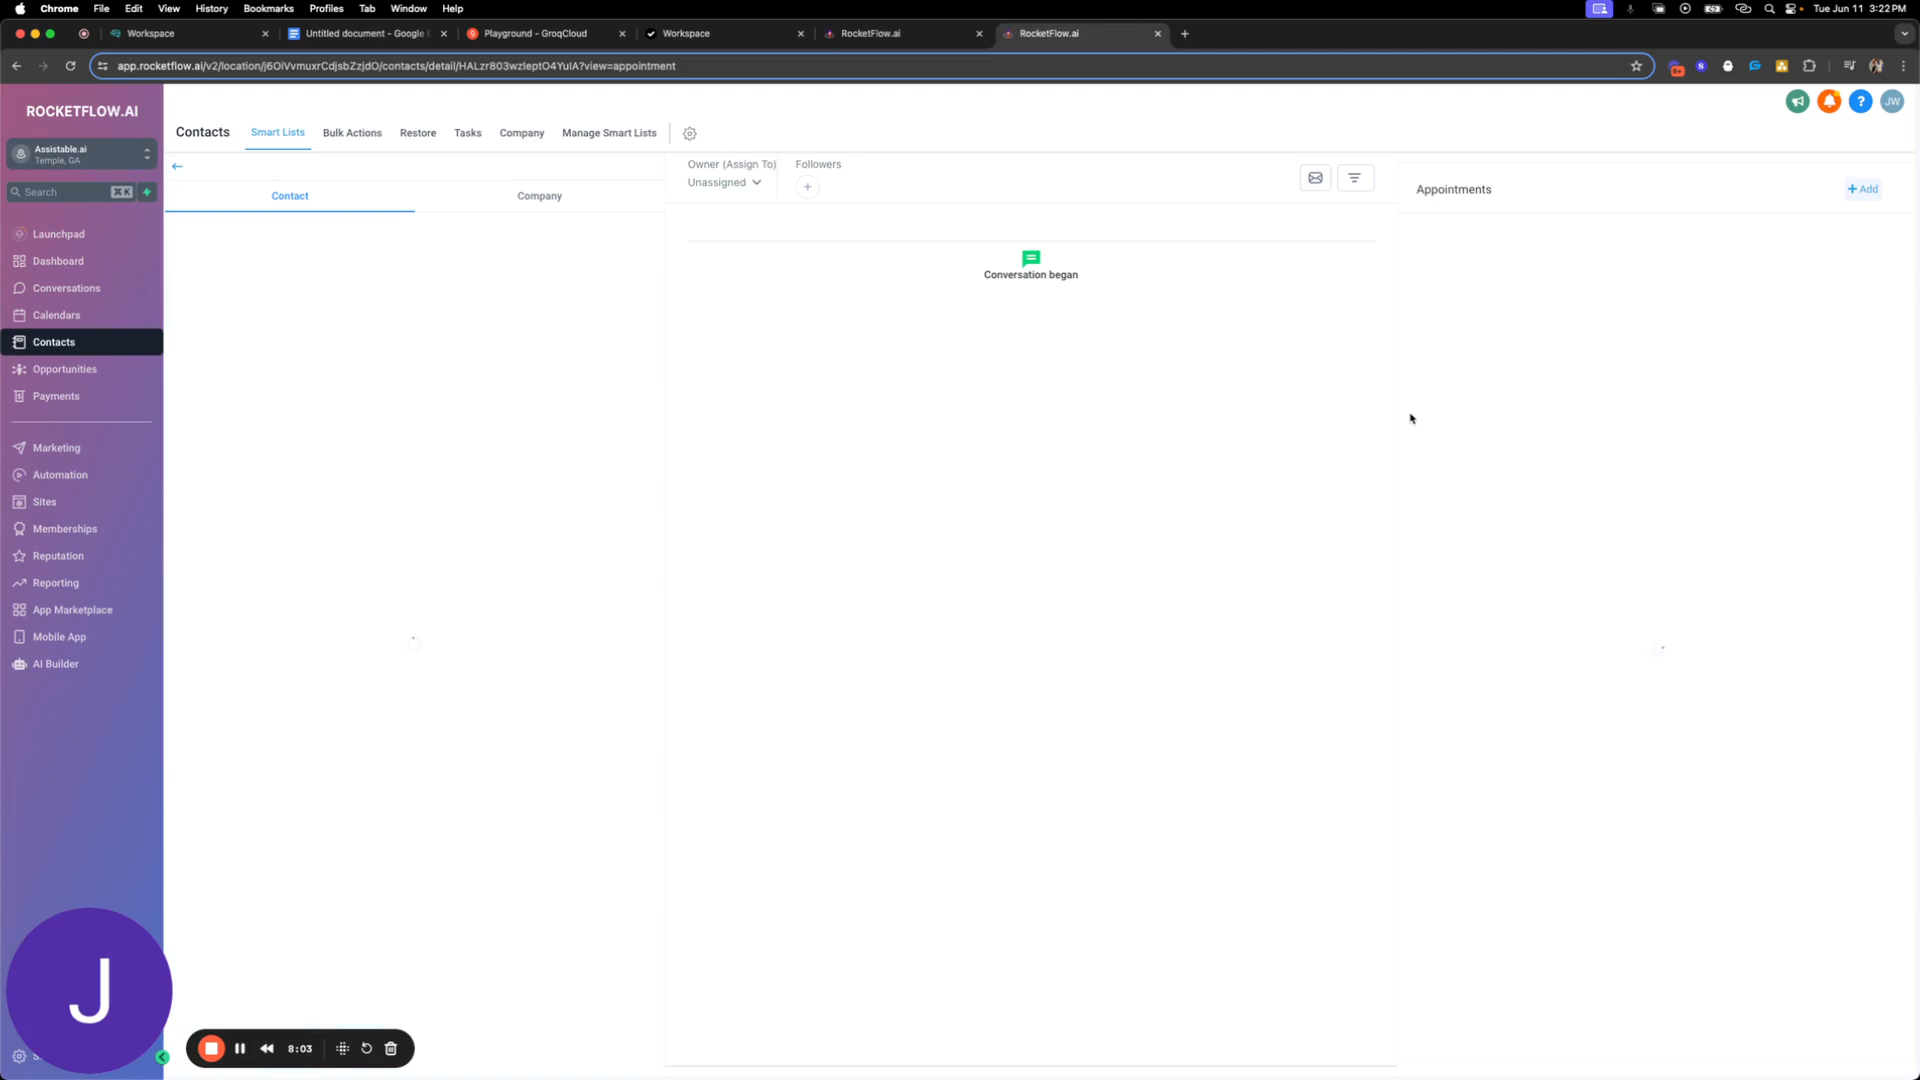 Chrome File Edit View History Bookmarks Profiles Tab Window Help
Tue Jun 11 3:22 PM
Workspace
Untitled document - Google
Playground - GroqCloud
Workspace
RocketFlow.ai
RocketFlow.ai
app.rocketflow.ai/v2/location/j6OiVvmuxrCdjsbZzjdO/contacts/detail/HALzr803wzIeptO4YuIA?view=appointment
9+
ROCKETFLOW.AI
Assistable.ai
Temple, GA
Search
⌘ K
Launchpad
Dashboard
Conversations
Calendars
Contacts
Opportunities
Payments
Marketing
Automation
Sites
Memberships
Reputation
Reporting
App Marketplace
Mobile App
AI Builder
J
Contacts
Smart Lists
Bulk Actions
Restore
Tasks
Company
Manage Smart Lists
?
JW
Contact
Company
Owner (Assign To)
Unassigned
Followers
+
Conversation began
Appointments
+ Add
8:03